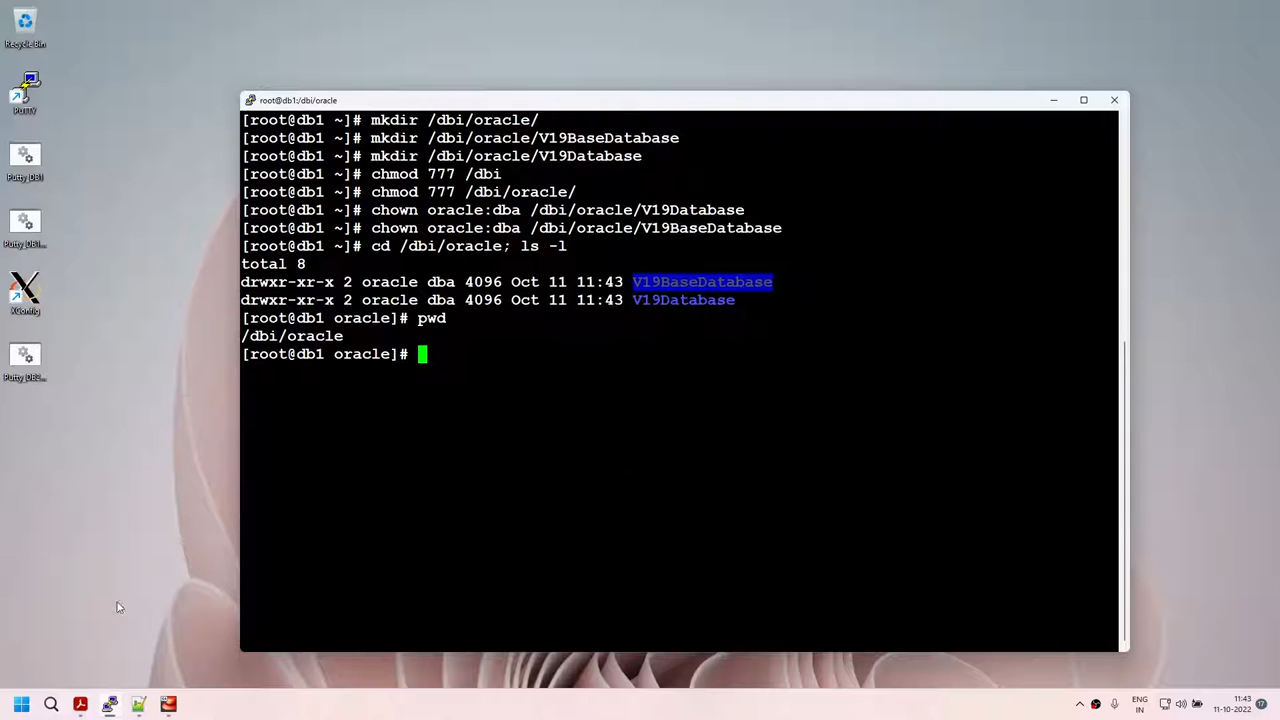 Recycle Bin
PuTTY
Putty_DB1
Putty_DB1...
XConfig
Putty_DB2...
root@db1:/dbi/oracle
[root@db1 ~]# mkdir /dbi/oracle/
[root@db1 ~]# mkdir /dbi/oracle/V19BaseDatabase
[root@db1 ~]# mkdir /dbi/oracle/V19Database
[root@db1 ~]# chmod 777 /dbi
[root@db1 ~]# chmod 777 /dbi/oracle/
[root@db1 ~]# chown oracle:dba /dbi/oracle/V19Database
[root@db1 ~]# chown oracle:dba /dbi/oracle/V19BaseDatabase
[root@db1 ~]# cd /dbi/oracle; ls -l
total 8
drwxr-xr-x 2 oracle dba 4096 Oct 11 11:43 V19BaseDatabase
drwxr-xr-x 2 oracle dba 4096 Oct 11 11:43 V19Database
[root@db1 oracle]# pwd
/dbi/oracle
[root@db1 oracle]#
ENG
IN
11:43
11-10-2022
17